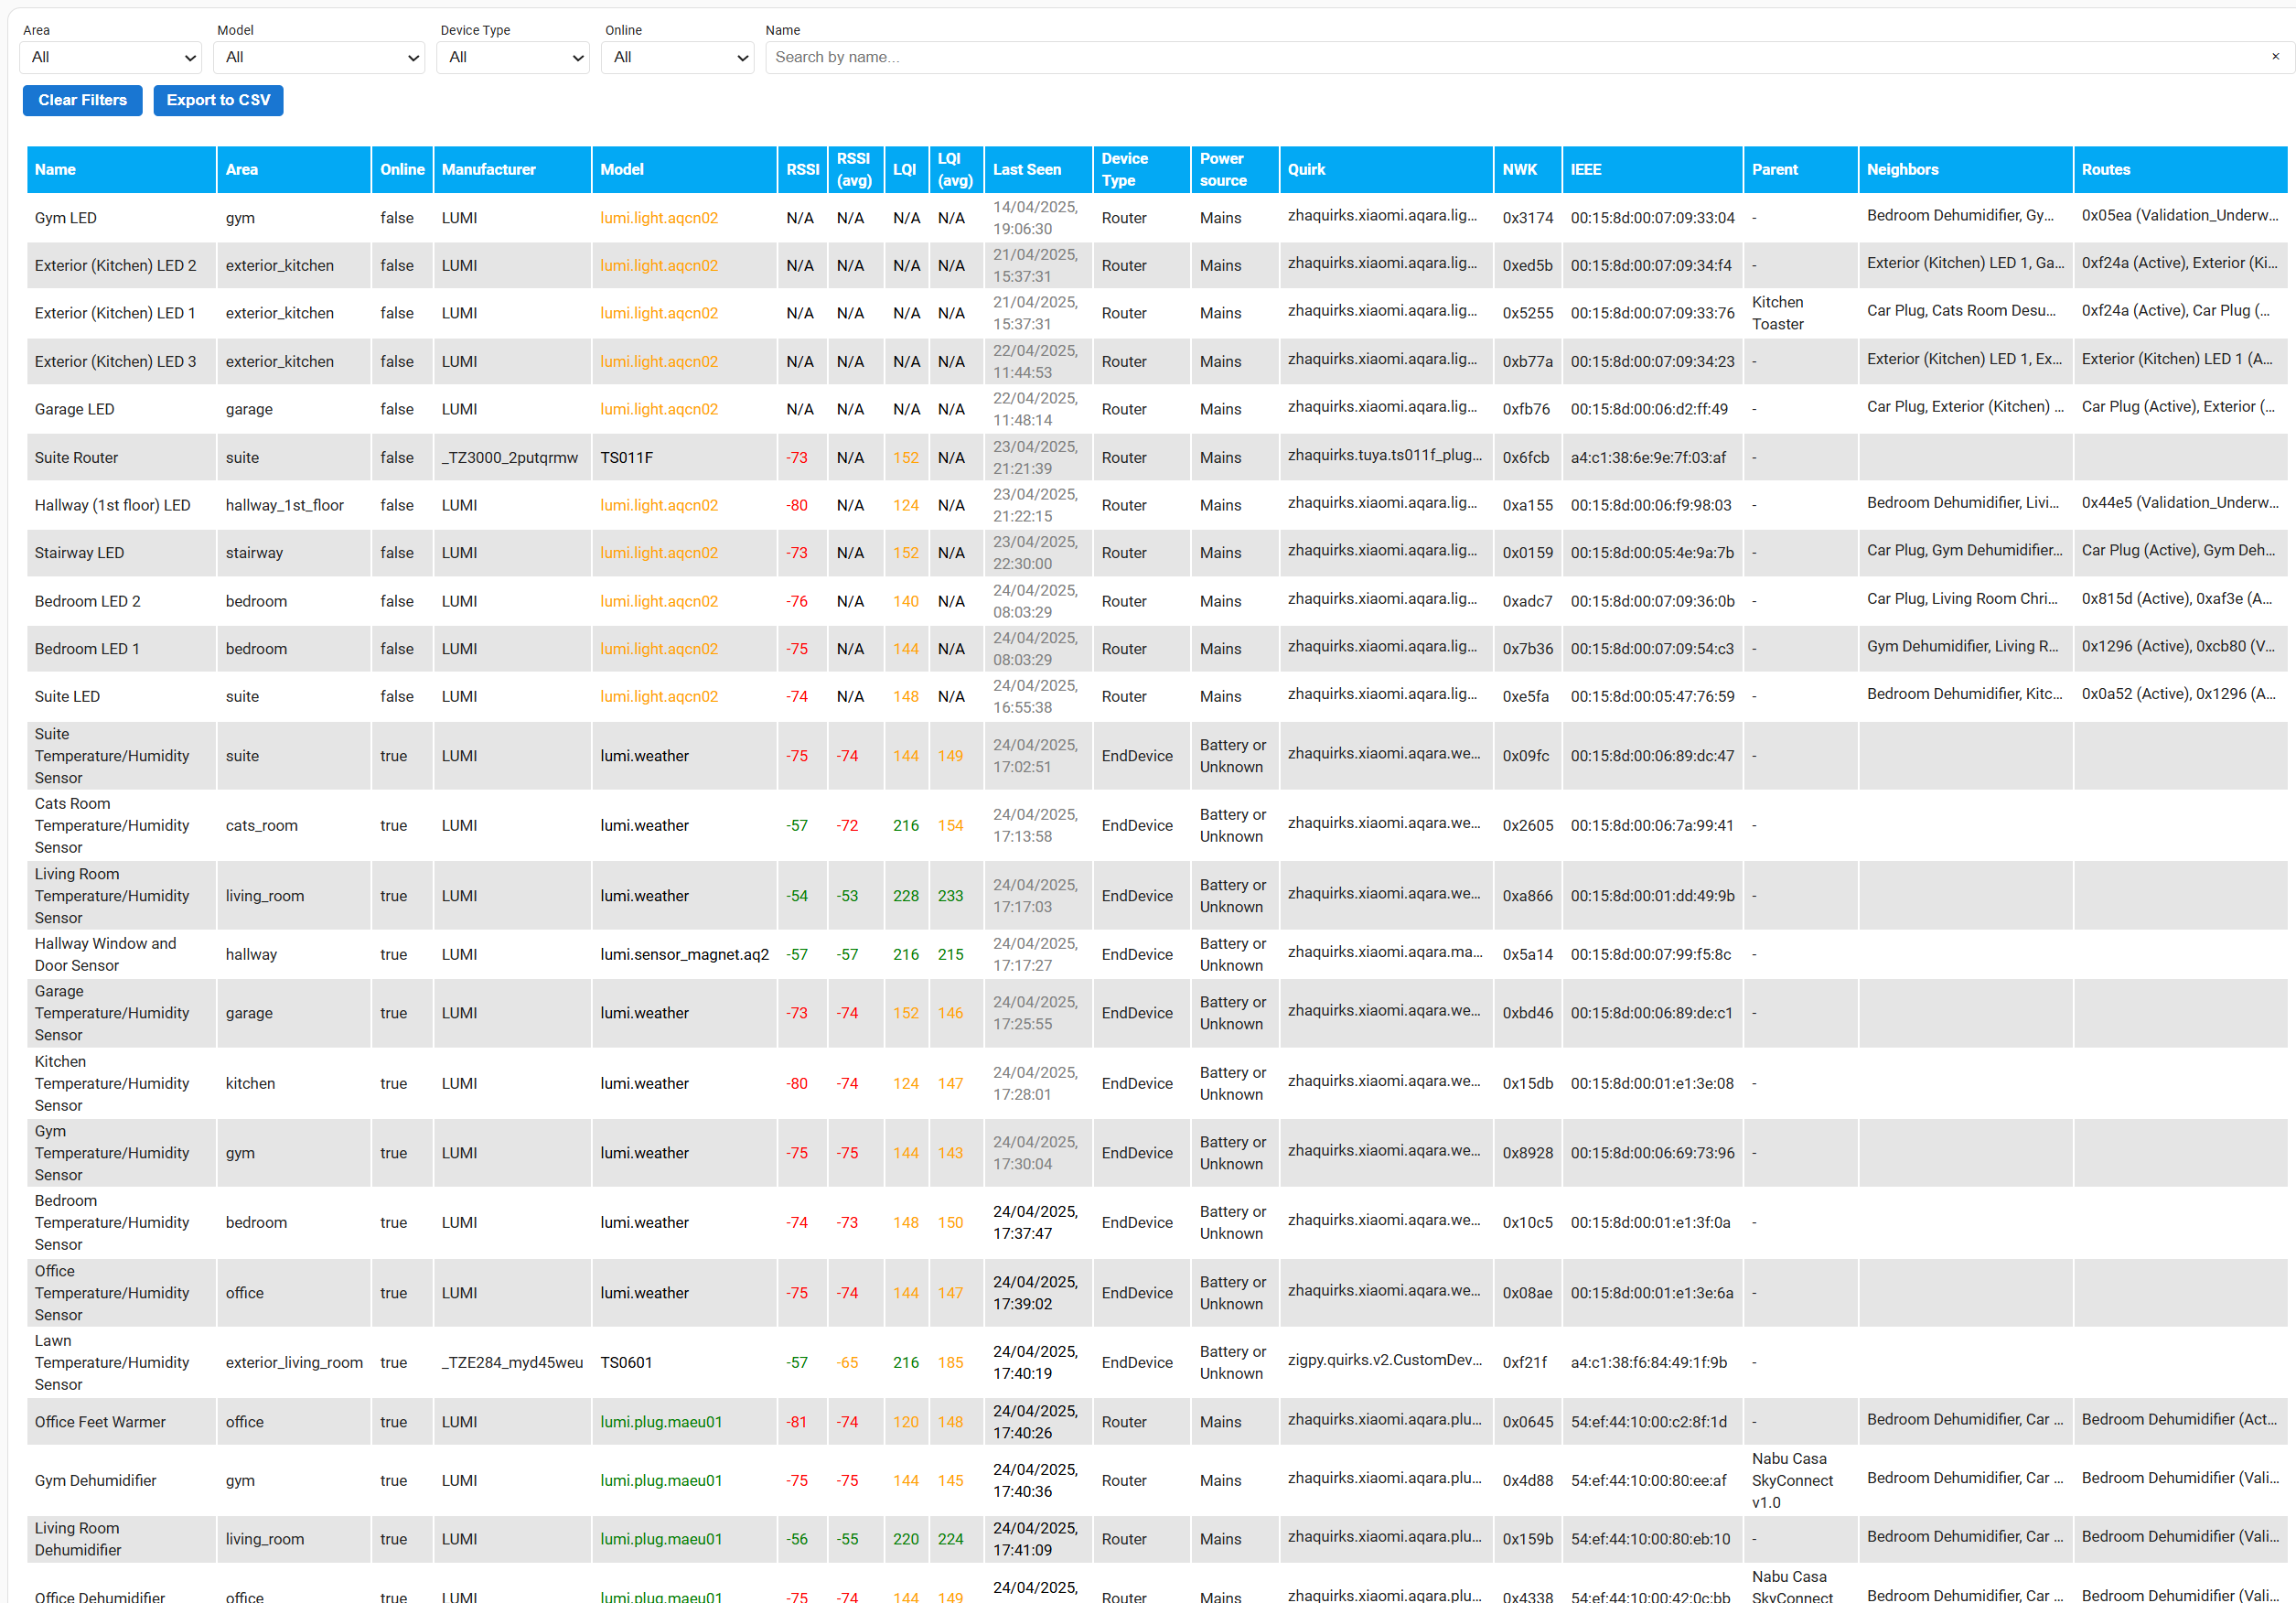 Area Model Device Type Online Name
All All All All Search by name... ×
Clear Filters Export to CSV
Name Area Online Manufacturer Model RSSI RSSI (avg) LQI LQI (avg) Last Seen Device Type Power source Quirk NWK IEEE Parent Neighbors Routes
Gym LED gym false LUMI lumi.light.aqcn02 N/A N/A N/A N/A 14/04/2025, 19:06:30 Router Mains zhaquirks.xiaomi.aqara.lig... 0x3174 00:15:8d:00:07:09:33:04 - Bedroom Dehumidifier, Gy... 0x05ea (Validation_Underw...
Exterior (Kitchen) LED 2 exterior_kitchen false LUMI lumi.light.aqcn02 N/A N/A N/A N/A 21/04/2025, 15:37:31 Router Mains zhaquirks.xiaomi.aqara.lig... 0xed5b 00:15:8d:00:07:09:34:f4 - Exterior (Kitchen) LED 1, Ga... 0xf24a (Active), Exterior (Ki...
Exterior (Kitchen) LED 1 exterior_kitchen false LUMI lumi.light.aqcn02 N/A N/A N/A N/A 21/04/2025, 15:37:31 Router Mains zhaquirks.xiaomi.aqara.lig... 0x5255 00:15:8d:00:07:09:33:76 Kitchen Toaster Car Plug, Cats Room Desu... 0xf24a (Active), Car Plug (...
Exterior (Kitchen) LED 3 exterior_kitchen false LUMI lumi.light.aqcn02 N/A N/A N/A N/A 22/04/2025, 11:44:53 Router Mains zhaquirks.xiaomi.aqara.lig... 0xb77a 00:15:8d:00:07:09:34:23 - Exterior (Kitchen) LED 1, Ex... Exterior (Kitchen) LED 1 (A...
Garage LED garage false LUMI lumi.light.aqcn02 N/A N/A N/A N/A 22/04/2025, 11:48:14 Router Mains zhaquirks.xiaomi.aqara.lig... 0xfb76 00:15:8d:00:06:d2:ff:49 - Car Plug, Exterior (Kitchen) ... Car Plug (Active), Exterior (...
Suite Router suite false _TZ3000_2putqrmw TS011F -73 N/A 152 N/A 23/04/2025, 21:21:39 Router Mains zhaquirks.tuya.ts011f_plug... 0x6fcb a4:c1:38:6e:9e:7f:03:af -
Hallway (1st floor) LED hallway_1st_floor false LUMI lumi.light.aqcn02 -80 N/A 124 N/A 23/04/2025, 21:22:15 Router Mains zhaquirks.xiaomi.aqara.lig... 0xa155 00:15:8d:00:06:f9:98:03 - Bedroom Dehumidifier, Livi... 0x44e5 (Validation_Underw...
Stairway LED stairway false LUMI lumi.light.aqcn02 -73 N/A 152 N/A 23/04/2025, 22:30:00 Router Mains zhaquirks.xiaomi.aqara.lig... 0x0159 00:15:8d:00:05:4e:9a:7b - Car Plug, Gym Dehumidifier... Car Plug (Active), Gym Deh...
Bedroom LED 2 bedroom false LUMI lumi.light.aqcn02 -76 N/A 140 N/A 24/04/2025, 08:03:29 Router Mains zhaquirks.xiaomi.aqara.lig... 0xadc7 00:15:8d:00:07:09:36:0b - Car Plug, Living Room Chri... 0x815d (Active), 0xaf3e (A...
Bedroom LED 1 bedroom false LUMI lumi.light.aqcn02 -75 N/A 144 N/A 24/04/2025, 08:03:29 Router Mains zhaquirks.xiaomi.aqara.lig... 0x7b36 00:15:8d:00:07:09:54:c3 - Gym Dehumidifier, Living R... 0x1296 (Active), 0xcb80 (V...
Suite LED suite false LUMI lumi.light.aqcn02 -74 N/A 148 N/A 24/04/2025, 16:55:38 Router Mains zhaquirks.xiaomi.aqara.lig... 0xe5fa 00:15:8d:00:05:47:76:59 - Bedroom Dehumidifier, Kitc... 0x0a52 (Active), 0x1296 (A...
Suite Temperature/Humidity Sensor suite true LUMI lumi.weather -75 -74 144 149 24/04/2025, 17:02:51 EndDevice Battery or Unknown zhaquirks.xiaomi.aqara.we... 0x09fc 00:15:8d:00:06:89:dc:47 -
Cats Room Temperature/Humidity Sensor cats_room true LUMI lumi.weather -57 -72 216 154 24/04/2025, 17:13:58 EndDevice Battery or Unknown zhaquirks.xiaomi.aqara.we... 0x2605 00:15:8d:00:06:7a:99:41 -
Living Room Temperature/Humidity Sensor living_room true LUMI lumi.weather -54 -53 228 233 24/04/2025, 17:17:03 EndDevice Battery or Unknown zhaquirks.xiaomi.aqara.we... 0xa866 00:15:8d:00:01:dd:49:9b -
Hallway Window and Door Sensor hallway true LUMI lumi.sensor_magnet.aq2 -57 -57 216 215 24/04/2025, 17:17:27 EndDevice Battery or Unknown zhaquirks.xiaomi.aqara.ma... 0x5a14 00:15:8d:00:07:99:f5:8c -
Garage Temperature/Humidity Sensor garage true LUMI lumi.weather -73 -74 152 146 24/04/2025, 17:25:55 EndDevice Battery or Unknown zhaquirks.xiaomi.aqara.we... 0xbd46 00:15:8d:00:06:89:de:c1 -
Kitchen Temperature/Humidity Sensor kitchen true LUMI lumi.weather -80 -74 124 147 24/04/2025, 17:28:01 EndDevice Battery or Unknown zhaquirks.xiaomi.aqara.we... 0x15db 00:15:8d:00:01:e1:3e:08 -
Gym Temperature/Humidity Sensor gym true LUMI lumi.weather -75 -75 144 143 24/04/2025, 17:30:04 EndDevice Battery or Unknown zhaquirks.xiaomi.aqara.we... 0x8928 00:15:8d:00:06:69:73:96 -
Bedroom Temperature/Humidity Sensor bedroom true LUMI lumi.weather -74 -73 148 150 24/04/2025, 17:37:47 EndDevice Battery or Unknown zhaquirks.xiaomi.aqara.we... 0x10c5 00:15:8d:00:01:e1:3f:0a -
Office Temperature/Humidity Sensor office true LUMI lumi.weather -75 -74 144 147 24/04/2025, 17:39:02 EndDevice Battery or Unknown zhaquirks.xiaomi.aqara.we... 0x08ae 00:15:8d:00:01:e1:3e:6a -
Lawn Temperature/Humidity Sensor exterior_living_room true _TZE284_myd45weu TS0601 -57 -65 216 185 24/04/2025, 17:40:19 EndDevice Battery or Unknown zigpy.quirks.v2.CustomDev... 0xf21f a4:c1:38:f6:84:49:1f:9b -
Office Feet Warmer office true LUMI lumi.plug.maeu01 -81 -74 120 148 24/04/2025, 17:40:26 Router Mains zhaquirks.xiaomi.aqara.plu... 0x0645 54:ef:44:10:00:c2:8f:1d - Bedroom Dehumidifier, Car ... Bedroom Dehumidifier (Act...
Gym Dehumidifier gym true LUMI lumi.plug.maeu01 -75 -75 144 145 24/04/2025, 17:40:36 Router Mains zhaquirks.xiaomi.aqara.plu... 0x4d88 54:ef:44:10:00:80:ee:af Nabu Casa SkyConnect v1.0 Bedroom Dehumidifier, Car ... Bedroom Dehumidifier (Vali...
Living Room Dehumidifier living_room true LUMI lumi.plug.maeu01 -56 -55 220 224 24/04/2025, 17:41:09 Router Mains zhaquirks.xiaomi.aqara.plu... 0x159b 54:ef:44:10:00:80:eb:10 - Bedroom Dehumidifier, Car ... Bedroom Dehumidifier (Vali...
Office Dehumidifier office true LUMI lumi.plug.maeu01 -75 -74 144 149 24/04/2025, Router Mains zhaquirks.xiaomi.aqara.plu... 0x4338 54:ef:44:10:00:42:0c:bb Nabu Casa SkyConnect Bedroom Dehumidifier, Car ... Bedroom Dehumidifier (Vali...